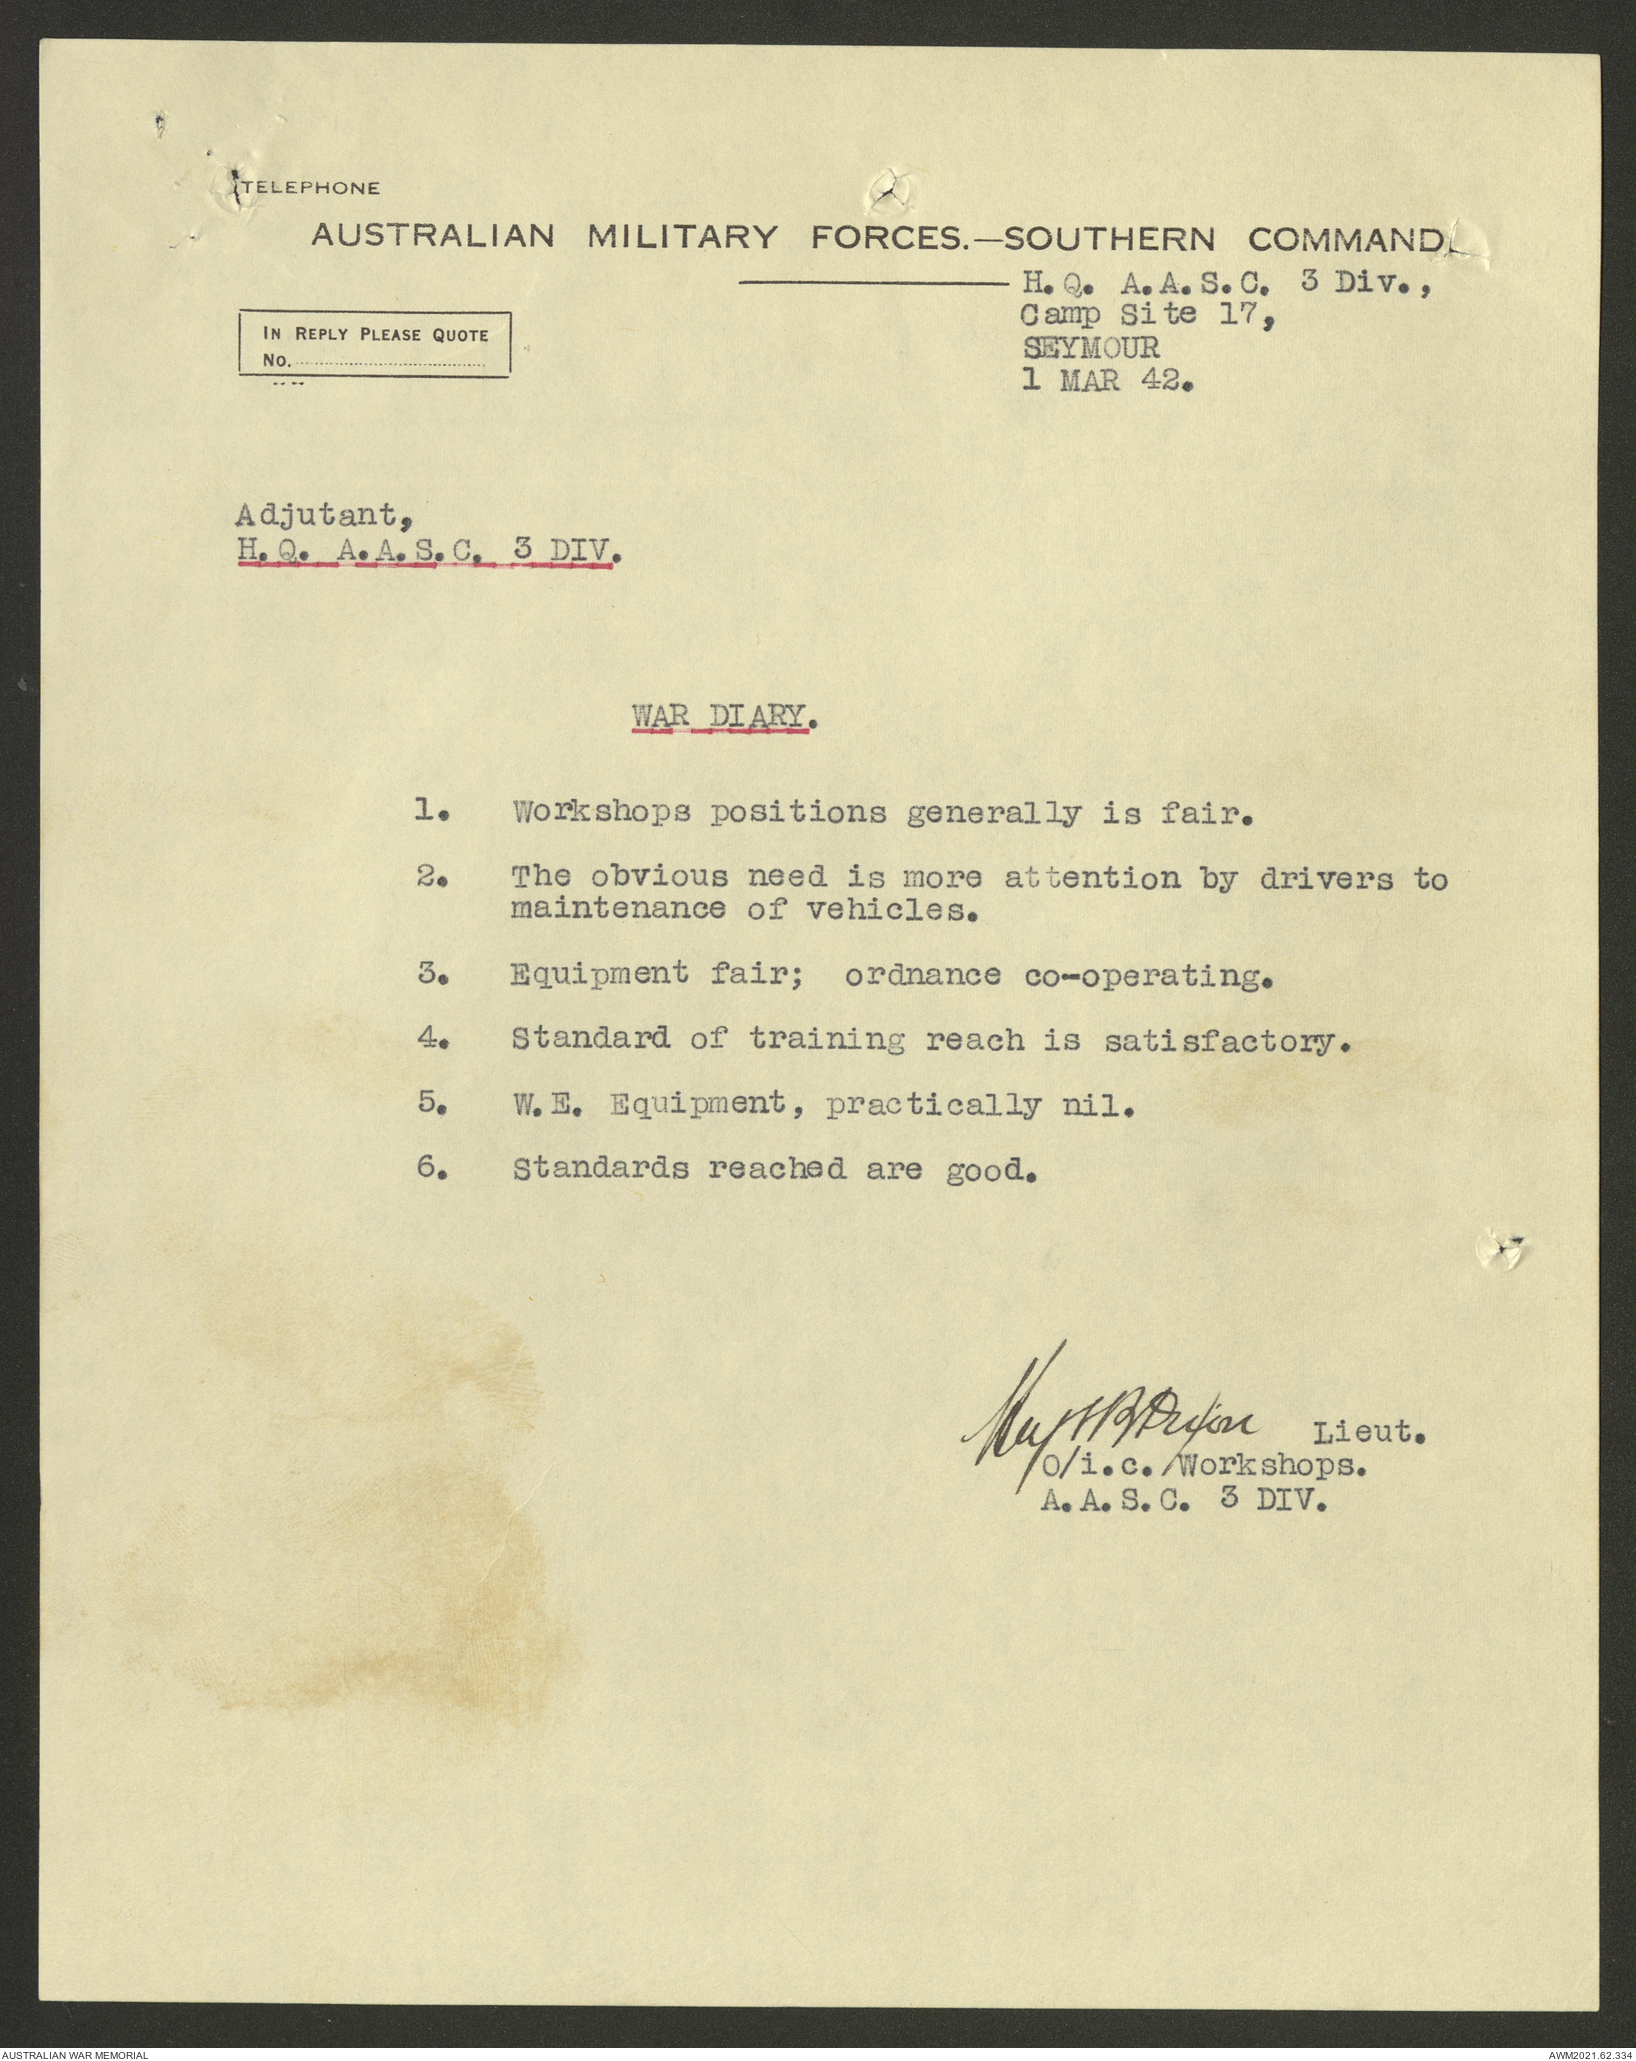 TELEPHONE
AUSTRALIAN MILITARY FORCES.—SOUTHERN COMMAND.
H.Q. A.A.S.C. 3 Div.,
Camp Site 17,
SEYMOUR
1 MAR 42.
IN REPLY PLEASE QUOTE
No.
Adjutant,
H.Q. A.A.S.C. 3 DIV.
WAR DIARY.
1. Workshops positions generally is fair.
2. The obvious need is more attention by drivers to
maintenance of vehicles.
3. Equipment fair; ordnance co-operating.
4. Standard of training reach is satisfactory.
5. W.E. Equipment, practically nil.
6. Standards reached are good.
Lieut.
O/i.c. Workshops.
A.A.S.C. 3 DIV.
AUSTRALIAN WAR MEMORIAL
AWM2021.62.334